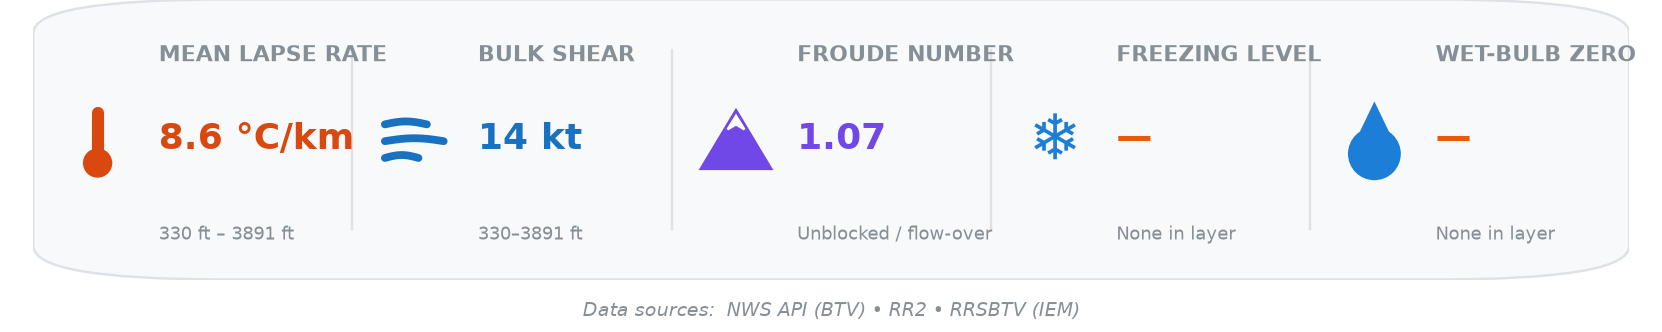 MEAN LAPSE RATE
8.6 °C/km
330 ft – 3891 ft
BULK SHEAR
14 kt
330–3891 ft
FROUDE NUMBER
1.07
Unblocked / flow-over
FREEZING LEVEL
—
None in layer
WET-BULB ZERO
—
None in layer
Data sources:  NWS API (BTV) • RR2 • RRSBTV (IEM)